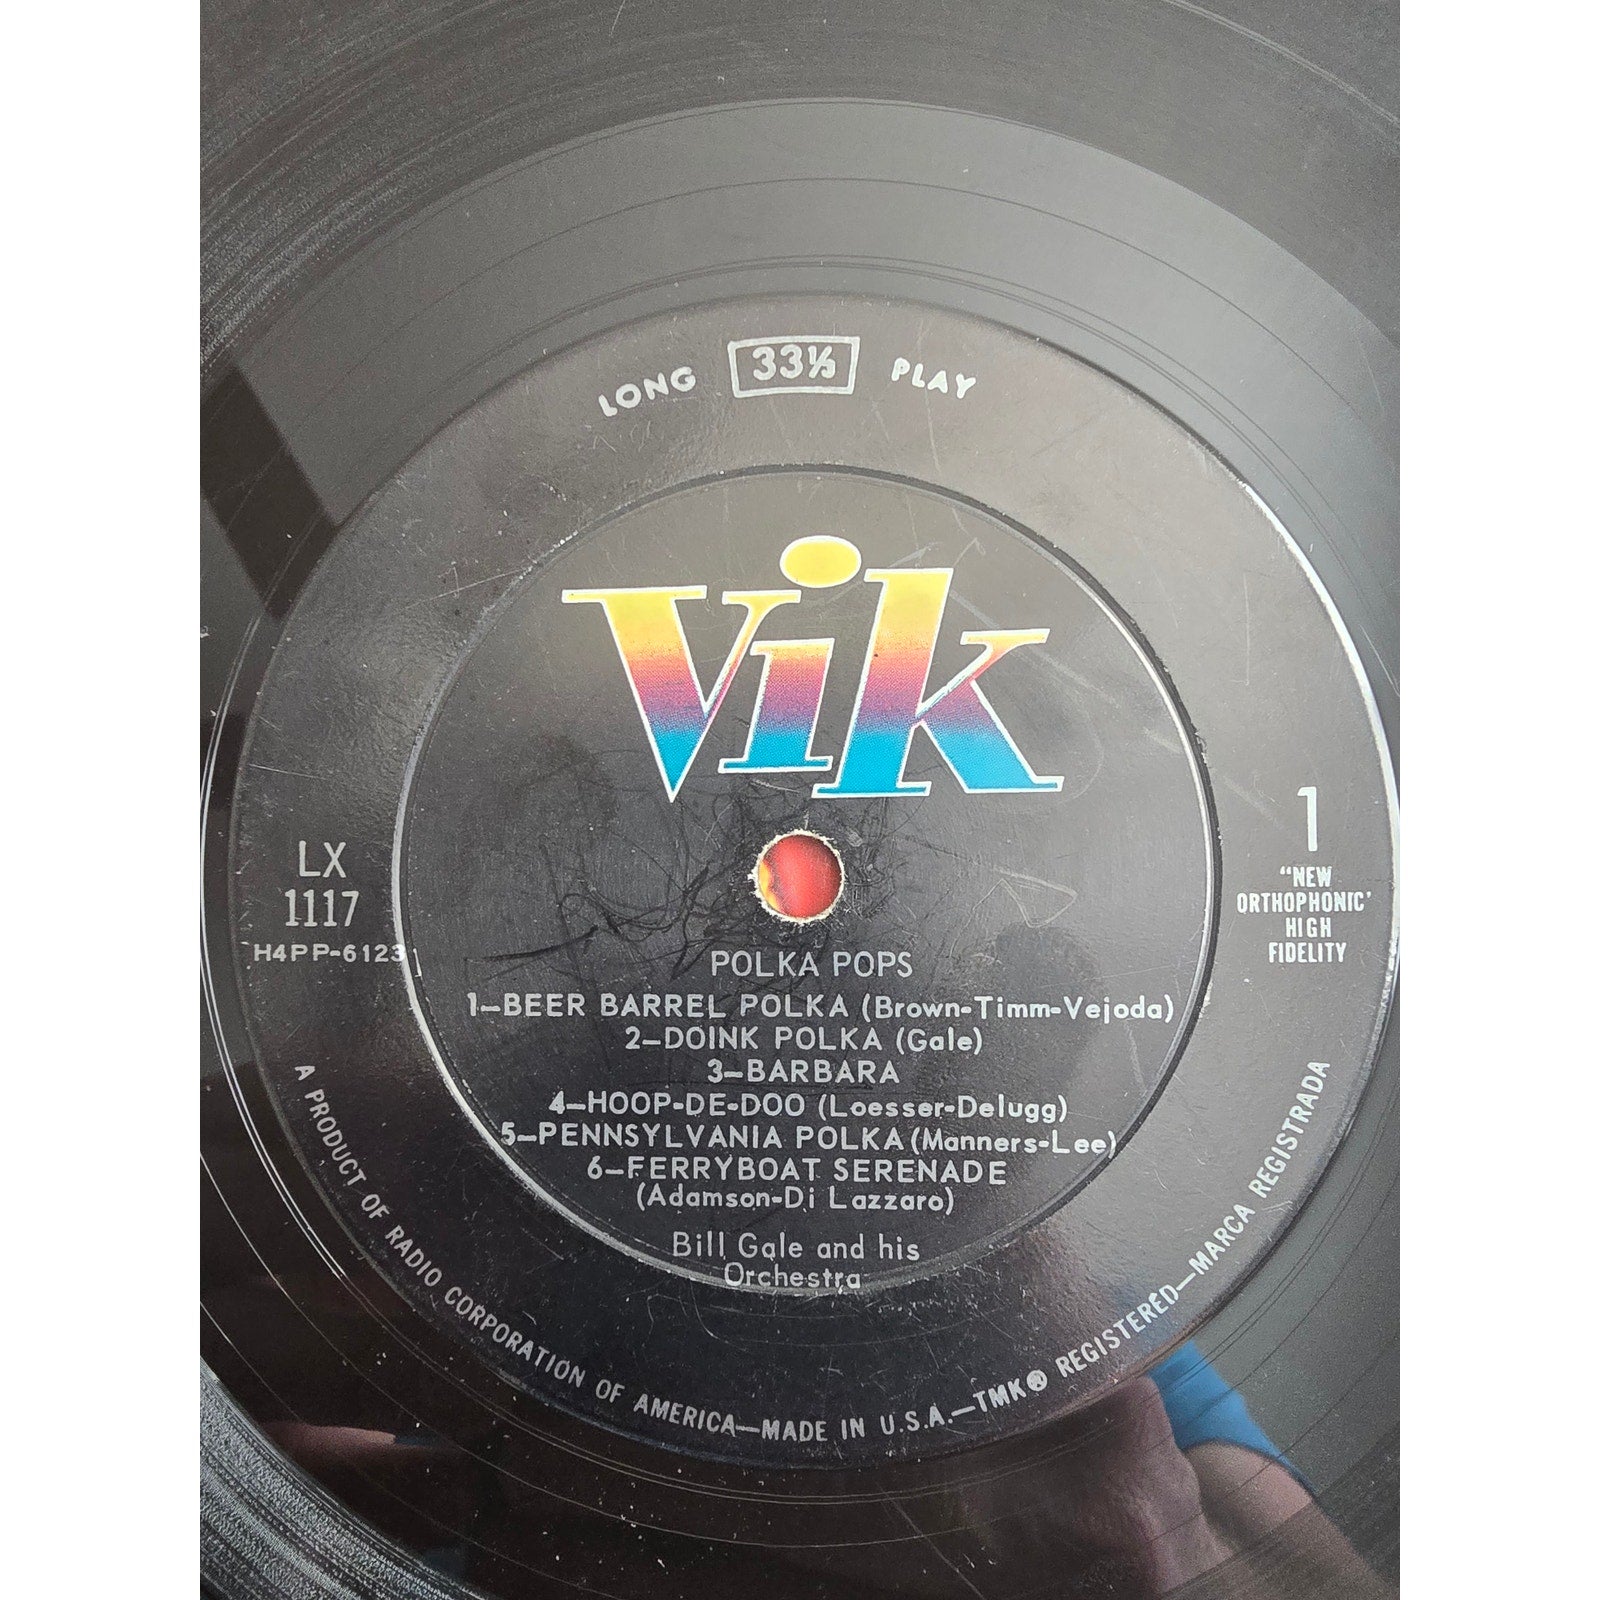 LONG 33⅓ PLAY
Vik
LX
1117
H4PP-6123
1
"NEW
ORTHOPHONIC'
HIGH
FIDELITY
POLKA POPS
1—BEER BARREL POLKA (Brown-Timm-Vejoda)
2—DOINK POLKA (Gale)
3—BARBARA
4—HOOP-DE-DOO (Loesser-Delugg)
5—PENNSYLVANIA POLKA (Manners-Lee)
6—FERRYBOAT SERENADE
(Adamson-Di Lazzaro)
Bill Gale and his
Orchestra
A PRODUCT OF RADIO CORPORATION OF AMERICA—MADE IN U.S.A.—TMK® REGISTERED—MARCA REGISTRADA